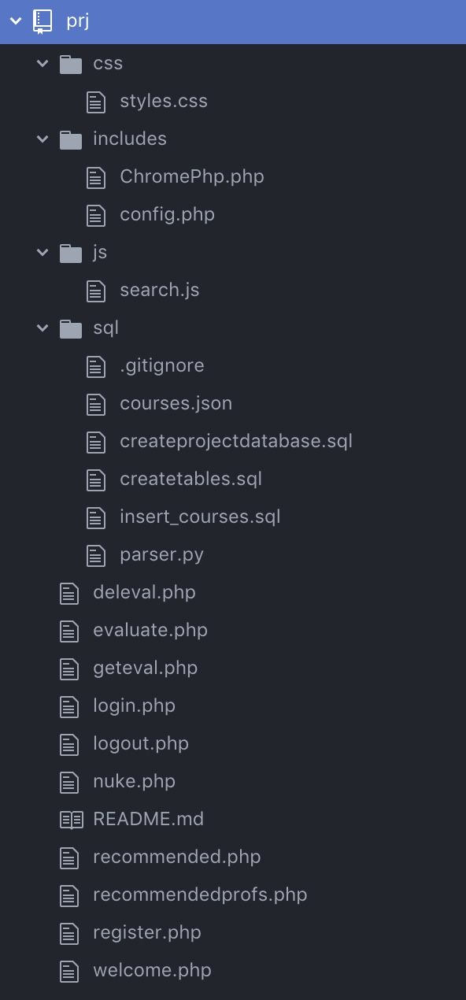 prj
css
styles.css
includes
ChromePhp.php
config.php
js
search.js
sql
.gitignore
courses.json
createprojectdatabase.sql
createtables.sql
insert_courses.sql
parser.py
deleval.php
evaluate.php
geteval.php
login.php
logout.php
nuke.php
README.md
recommended.php
recommendedprofs.php
register.php
welcome.php